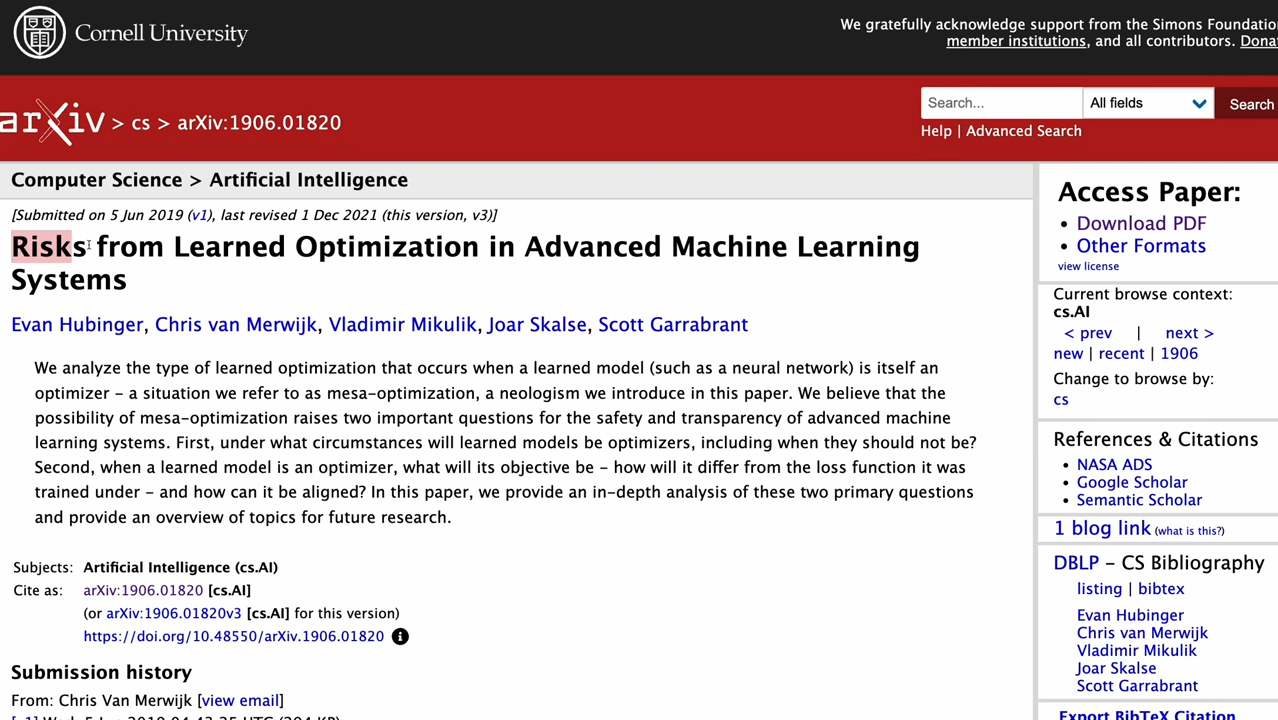 Cornell University
We gratefully acknowledge support from the Simons Foundatio
member institutions, and all contributors. Dona
arXiv > cs > arXiv:1906.01820
Search...
All fields
Search
Help | Advanced Search
Computer Science > Artificial Intelligence
[Submitted on 5 Jun 2019 (v1), last revised 1 Dec 2021 (this version, v3)]
Risks from Learned Optimization in Advanced Machine Learning
Systems
Evan Hubinger, Chris van Merwijk, Vladimir Mikulik, Joar Skalse, Scott Garrabrant
We analyze the type of learned optimization that occurs when a learned model (such as a neural network) is itself an
optimizer – a situation we refer to as mesa-optimization, a neologism we introduce in this paper. We believe that the
possibility of mesa-optimization raises two important questions for the safety and transparency of advanced machine
learning systems. First, under what circumstances will learned models be optimizers, including when they should not be?
Second, when a learned model is an optimizer, what will its objective be – how will it differ from the loss function it was
trained under – and how can it be aligned? In this paper, we provide an in-depth analysis of these two primary questions
and provide an overview of topics for future research.
Subjects: Artificial Intelligence (cs.AI)
Cite as: arXiv:1906.01820 [cs.AI]
(or arXiv:1906.01820v3 [cs.AI] for this version)
https://doi.org/10.48550/arXiv.1906.01820
Submission history
From: Chris Van Merwijk [view email]
Access Paper:
• Download PDF
• Other Formats
view license
Current browse context:
cs.AI
< prev | next >
new | recent | 1906
Change to browse by:
cs
References & Citations
• NASA ADS
• Google Scholar
• Semantic Scholar
1 blog link (what is this?)
DBLP – CS Bibliography
listing | bibtex
Evan Hubinger
Chris van Merwijk
Vladimir Mikulik
Joar Skalse
Scott Garrabrant
Export BibTeX Citation